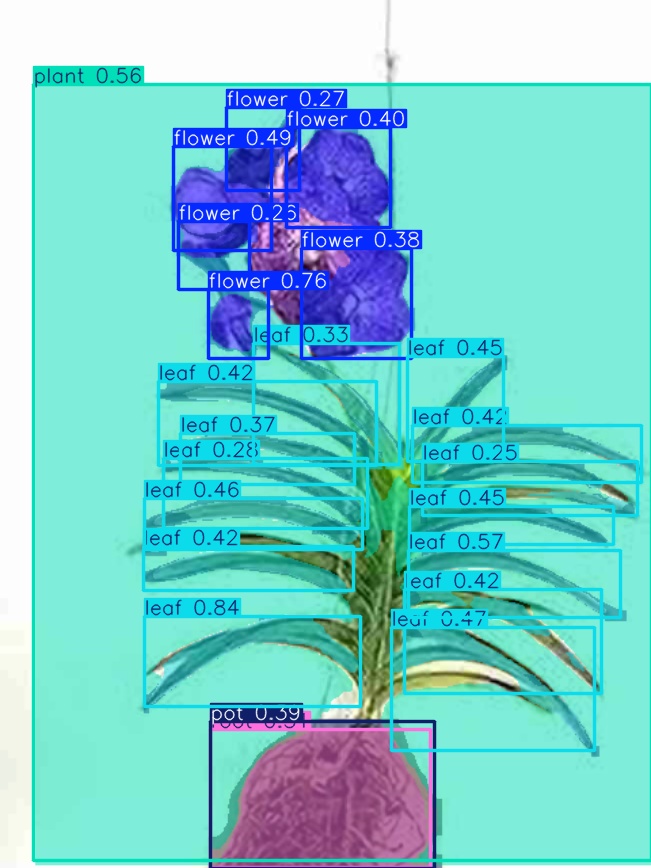 plant 0.56
flower 0.27
flower 0.40
flower 0.49
flower 0.26
flower 0.38
flower 0.76
leaf 0.33
leaf 0.45
leaf 0.42
leaf 0.42
leaf 0.37
leaf 0.28
leaf 0.25
leaf 0.46
leaf 0.45
leaf 0.42
leaf 0.57
leaf 0.42
leaf 0.84
leaf 0.47
pot 0.39